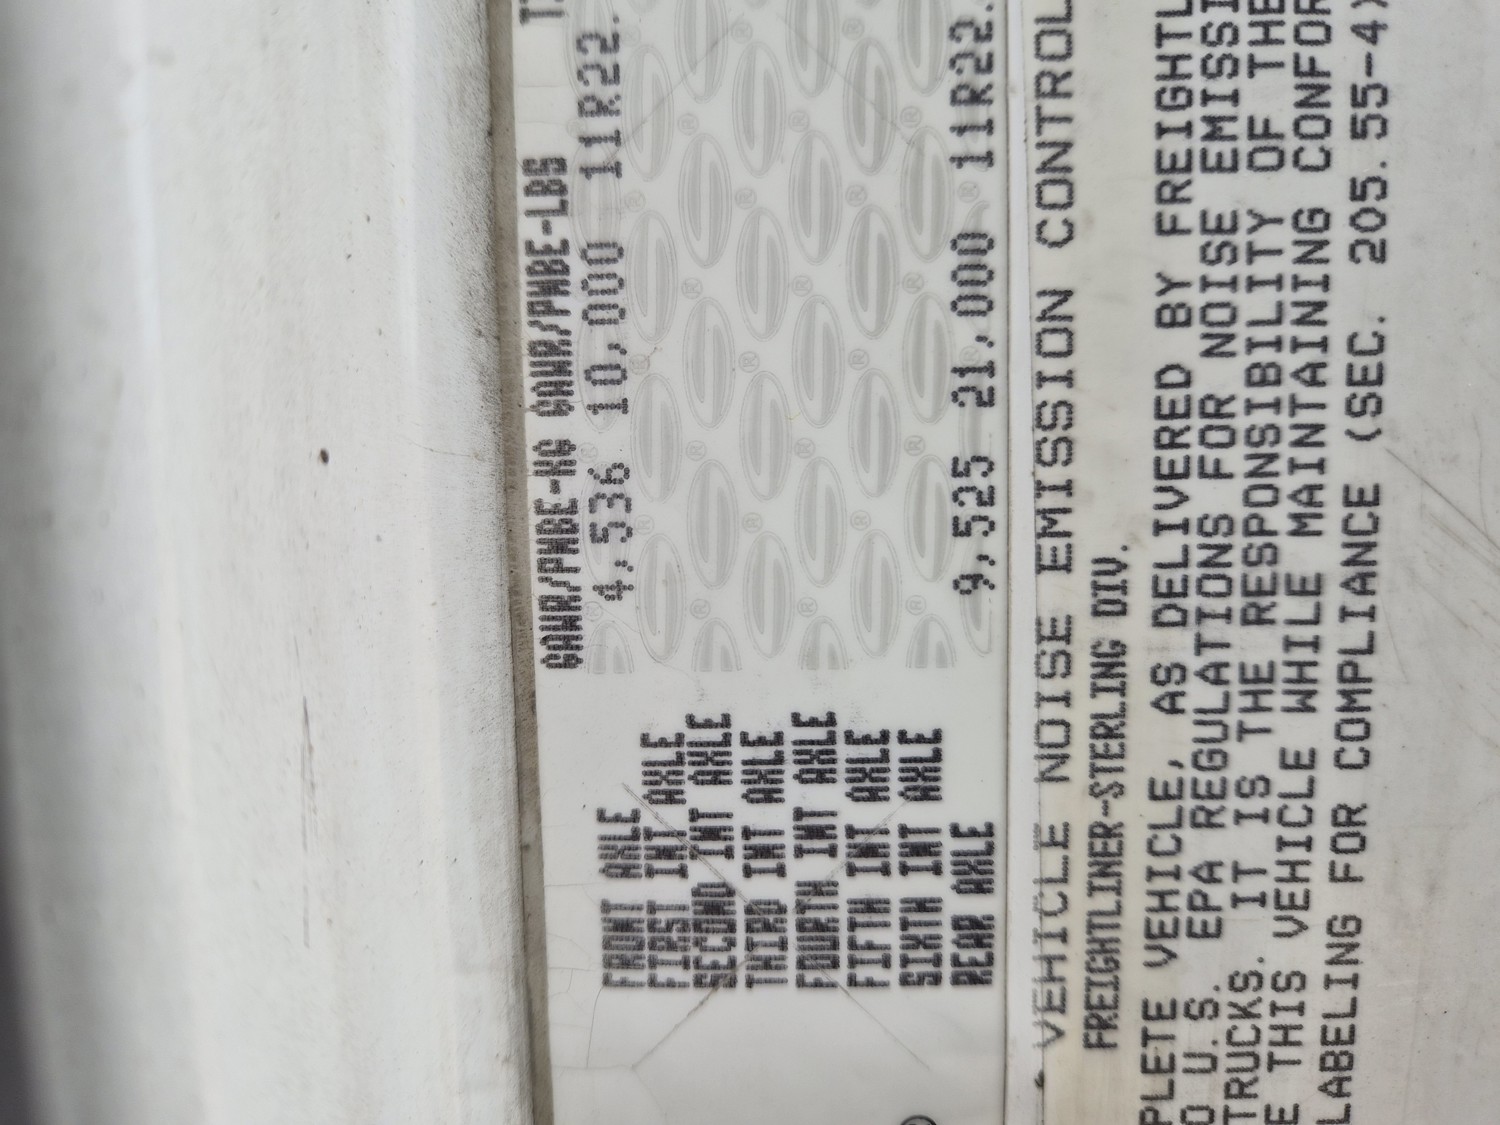 GAWR/PNBE-KG GAWR/PNBE-LBS T
FRONT AXLE 4,536 10,000 11R22.
FIRST INT AXLE
SECOND INT AXLE
THIRD INT AXLE
FOURTH INT AXLE
FIFTH INT AXLE
SIXTH INT AXLE
REAR AXLE 9,525 21,000 11R22.
VEHICLE NOISE EMISSION CONTROL
FREIGHTLINER-STERLING DIV.
PLETE VEHICLE, AS DELIVERED BY FREIGHTL
O U.S. EPA REGULATIONS FOR NOISE EMISSI
TRUCKS. IT IS THE RESPONSIBILITY OF THE
E THIS VEHICLE WHILE MAINTAINING CONFOR
LABELING FOR COMPLIANCE (SEC. 205.55-4)